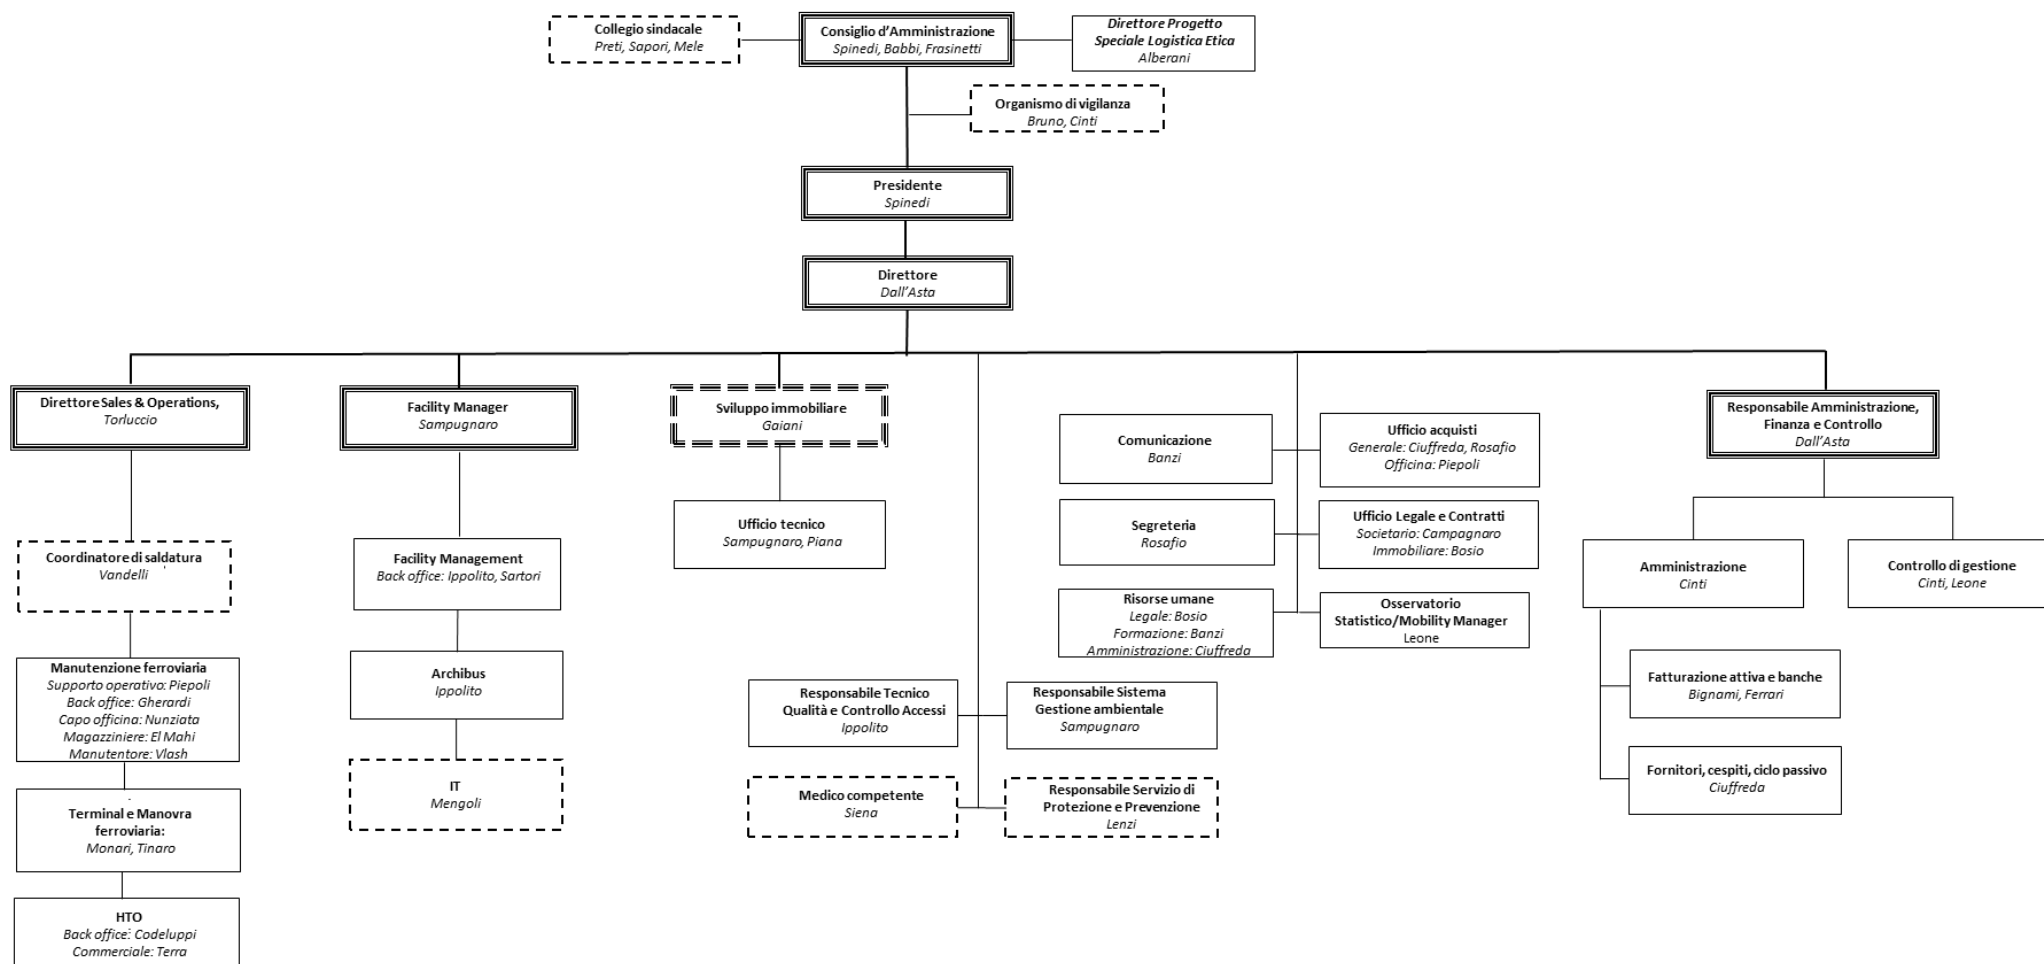 Collegio sindacale
Preti, Sapori, Mele
Consiglio d'Amministrazione
Spinedi, Babbi, Frasinetti
Direttore Progetto
Speciale Logistica Etica
Alberani
Organismo di vigilanza
Bruno, Cinti
Presidente
Spinedi
Direttore
Dall'Asta
Direttore Sales & Operations,
Torluccio
Coordinatore di saldatura
Vandelli
Manutenzione ferroviaria
Supporto operativo: Piepoli
Back office: Gherardi
Capo officina: Nunziata
Magazziniere: El Mahi
Manutentore: Vlash
Terminal e Manovra
ferroviaria:
Monari, Tinaro
HTO
Back office: Codeluppi
Commerciale: Terra
Facility Manager
Sampugnaro
Facility Management
Back office: Ippolito, Sartori
Archibus
Ippolito
IT
Mengoli
Sviluppo immobiliare
Gaiani
Ufficio tecnico
Sampugnaro, Piana
Comunicazione
Banzi
Ufficio acquisti
Generale: Ciuffreda, Rosafio
Officina: Piepoli
Segreteria
Rosafio
Ufficio Legale e Contratti
Societario: Campagnaro
Immobiliare: Bosio
Risorse umane
Legale: Bosio
Formazione: Banzi
Amministrazione: Ciuffreda
Osservatorio
Statistico/Mobility Manager
Leone
Responsabile Tecnico
Qualità e Controllo Accessi
Ippolito
Responsabile Sistema
Gestione ambientale
Sampugnaro
Medico competente
Siena
Responsabile Servizio di
Protezione e Prevenzione
Lenzi
Responsabile Amministrazione,
Finanza e Controllo
Dall'Asta
Amministrazione
Cinti
Controllo di gestione
Cinti, Leone
Fatturazione attiva e banche
Bignami, Ferrari
Fornitori, cespiti, ciclo passivo
Ciuffreda